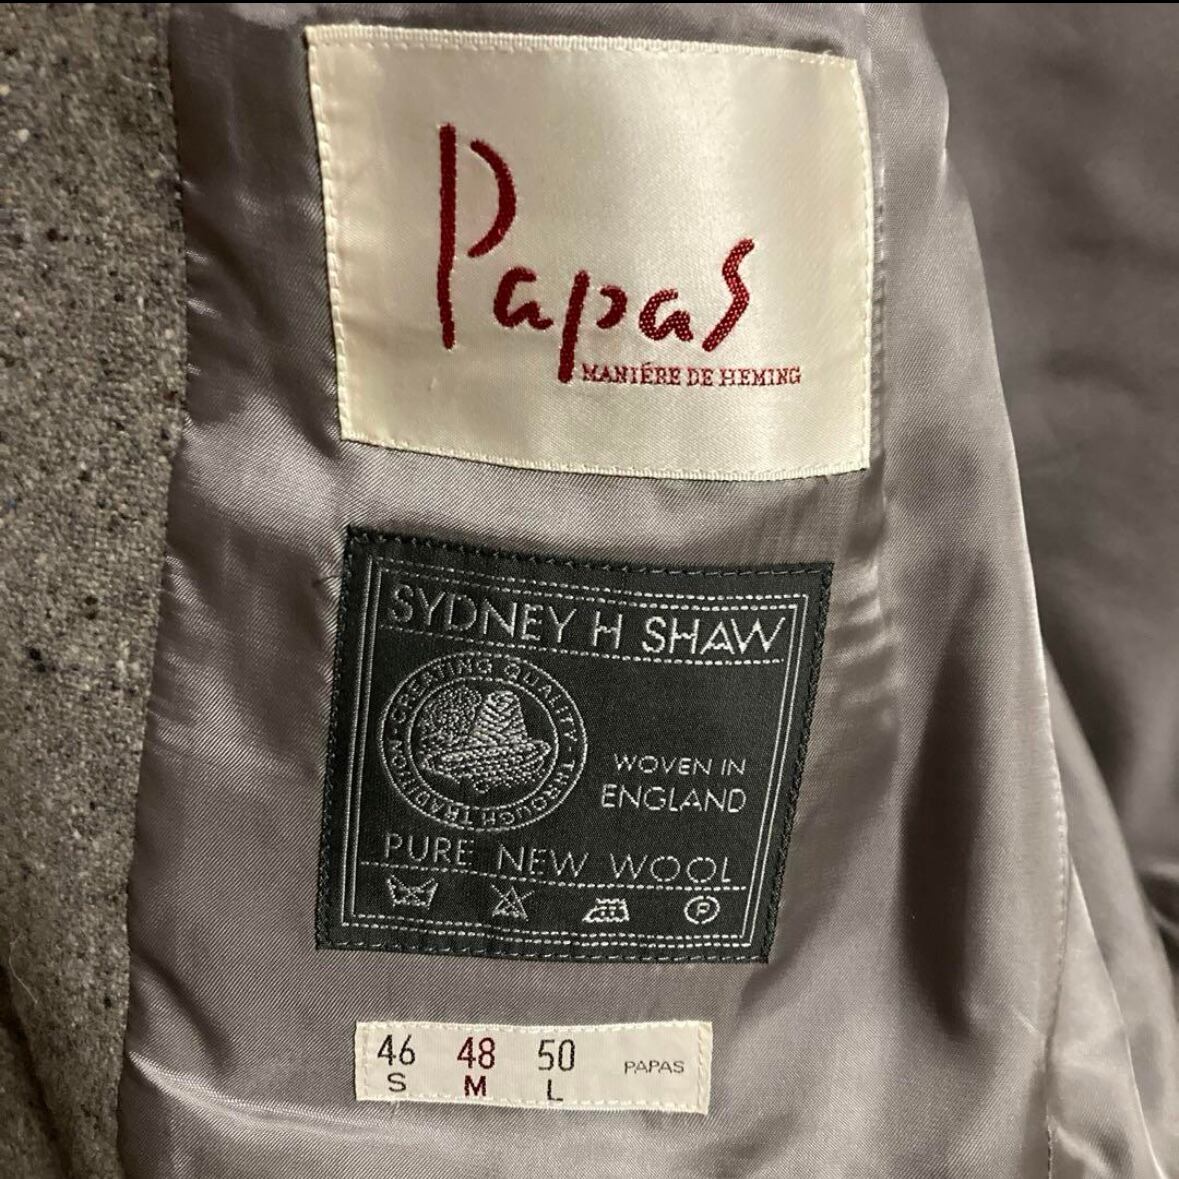 Papas
MANIÉRE DE HEMING
SYDNEY H SHAW
CREATING QUALITY · THROUGH TRADITION ·
WOVEN IN
ENGLAND
PURE NEW WOOL
P
46 48 50 PAPAS
S M L